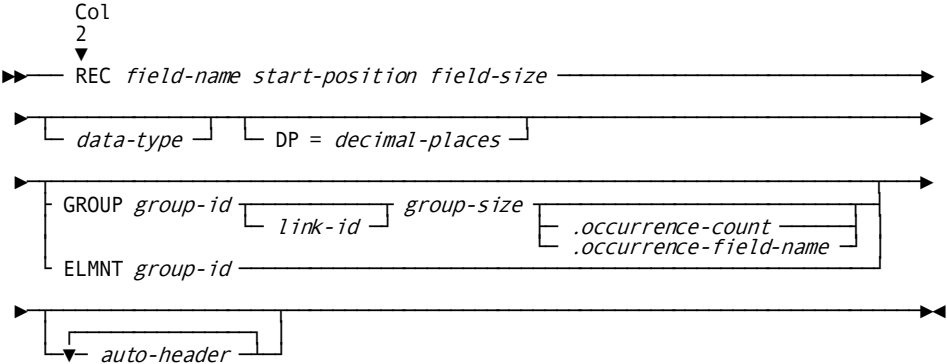 Col
2
REC field-name start-position field-size
data-type DP = decimal-places
GROUP group-id link-id group-size .occurrence-count
.occurrence-field-name
ELMNT group-id
auto-header